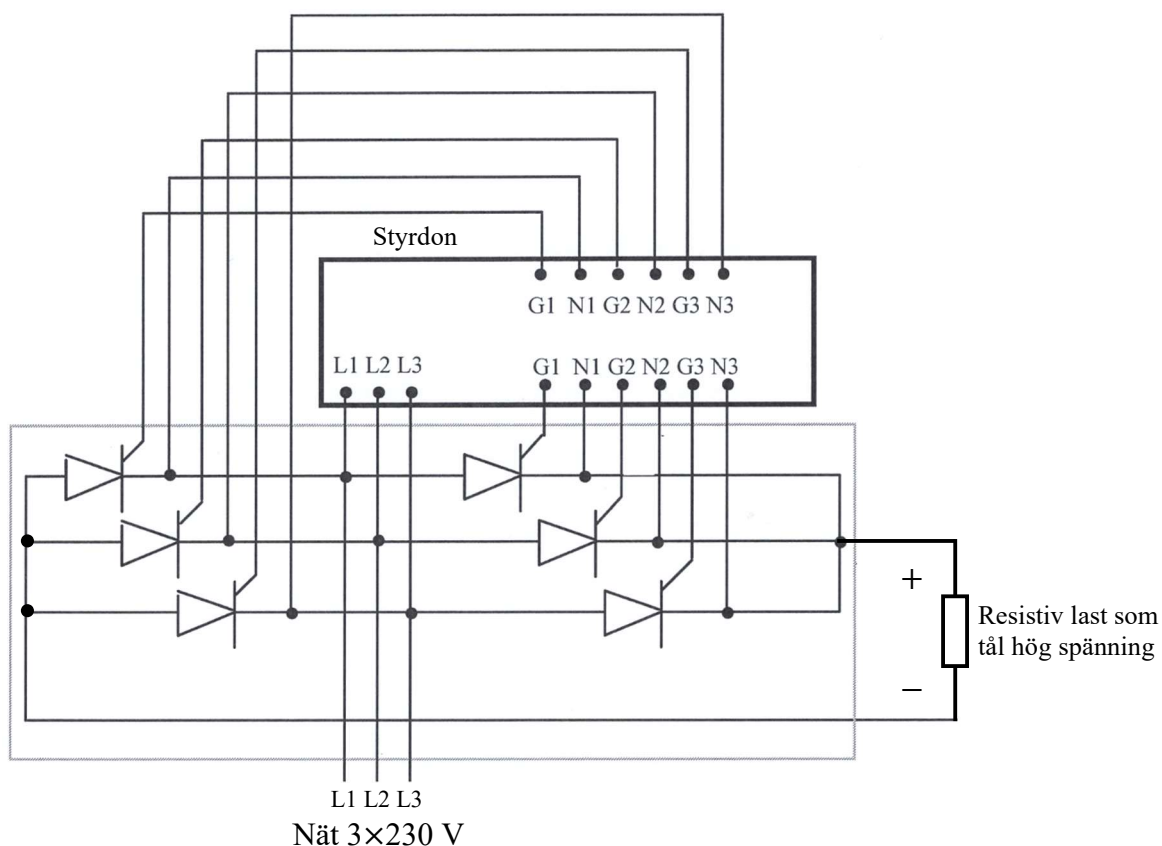 Styrdon
G1 N1 G2 N2 G3 N3
L1 L2 L3
G1 N1 G2 N2 G3 N3
+
Resistiv last som
tål hög spänning
−
L1 L2 L3
Nät 3×230 V